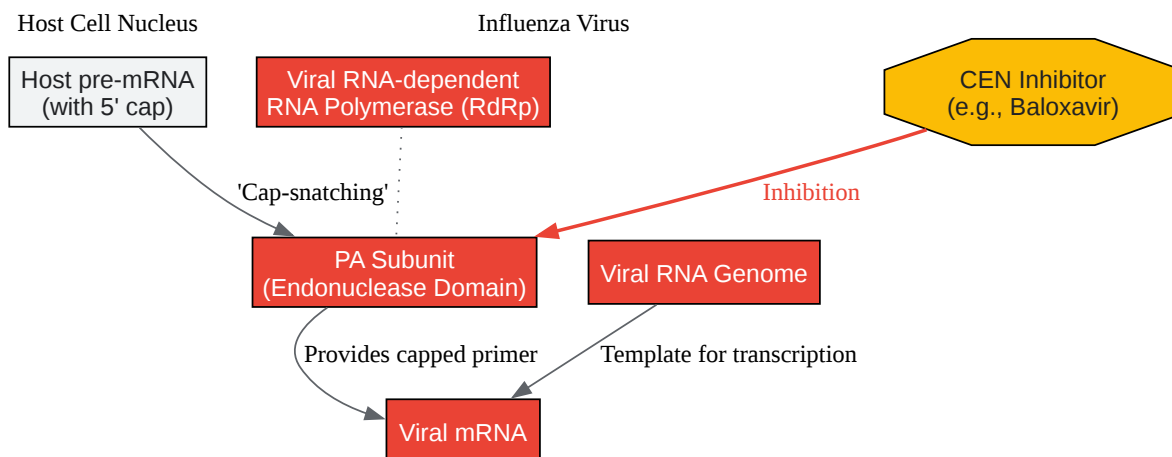 Host Cell Nucleus
Influenza Virus
Host pre-mRNA
(with 5' cap)
Viral RNA-dependent
RNA Polymerase (RdRp)
CEN Inhibitor
(e.g., Baloxavir)
'Cap-snatching'
Inhibition
PA Subunit
(Endonuclease Domain)
Viral RNA Genome
Provides capped primer
Template for transcription
Viral mRNA